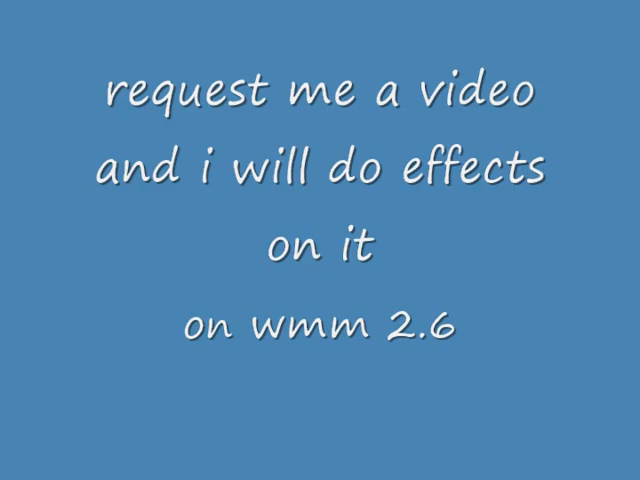 request me a video
and i will do effects
on it
on wmm 2.6